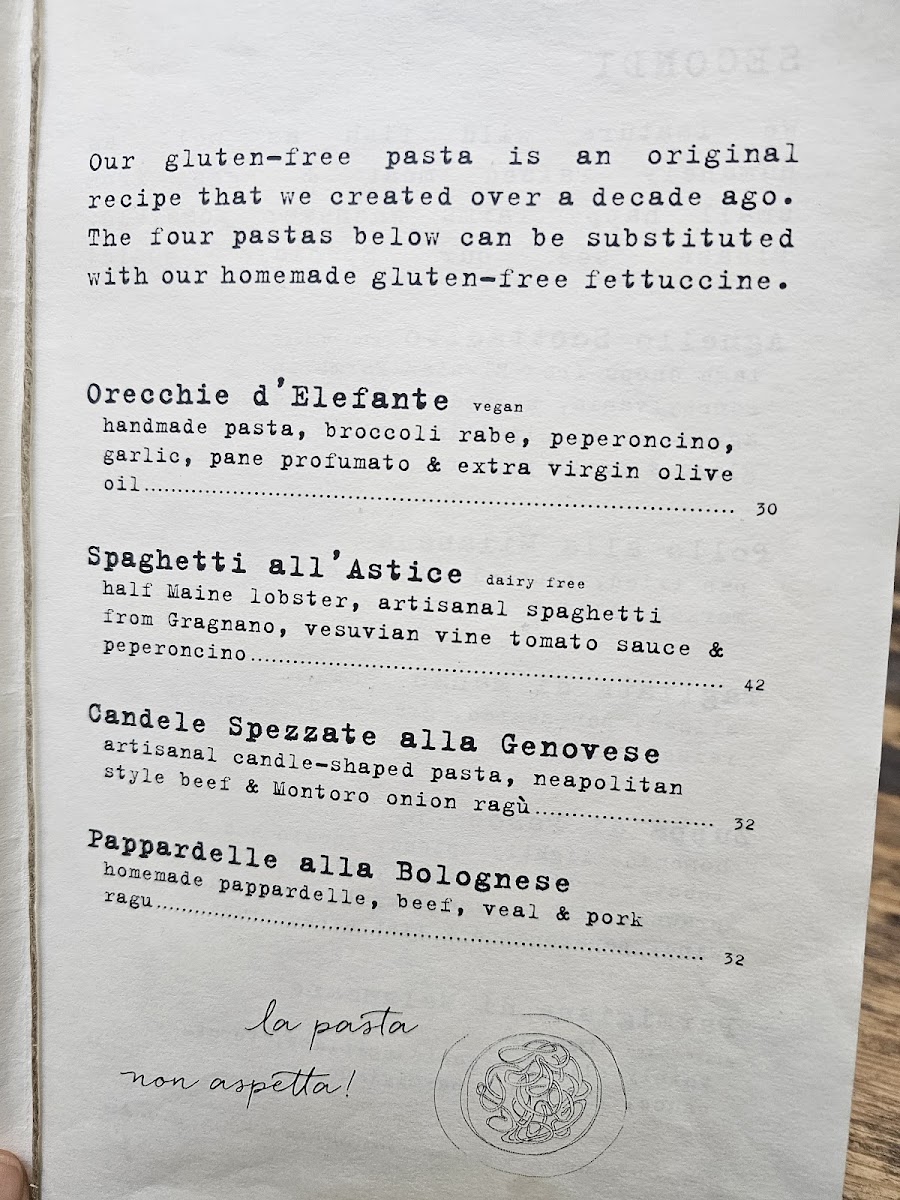 Our gluten-free pasta is an original
recipe that we created over a decade ago.
The four pastas below can be substituted
with our homemade gluten-free fettuccine.
Orecchie d'Elefante vegan
handmade pasta, broccoli rabe, peperoncino,
garlic, pane profumato & extra virgin olive
oil........................................ 30
Spaghetti all'Astice dairy free
half Maine lobster, artisanal spaghetti
from Gragnano, vesuvian vine tomato sauce &
peperoncino................................ 42
Candele Spezzate alla Genovese
artisanal candle-shaped pasta, neapolitan
style beef & Montoro onion ragù............ 32
Pappardelle alla Bolognese
homemade pappardelle, beef, veal & pork
ragu....................................... 32
la pasta
non aspetta!